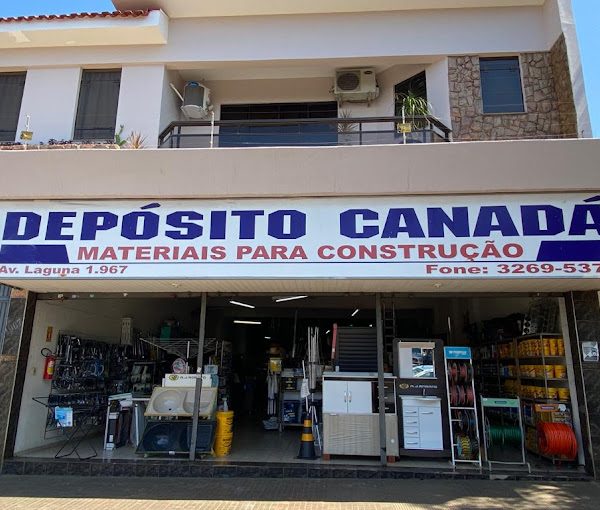 DEPÓSITO CANADÁ
MATERIAIS PARA CONSTRUÇÃO
Av. Laguna 1.967
Fone: 3269-537